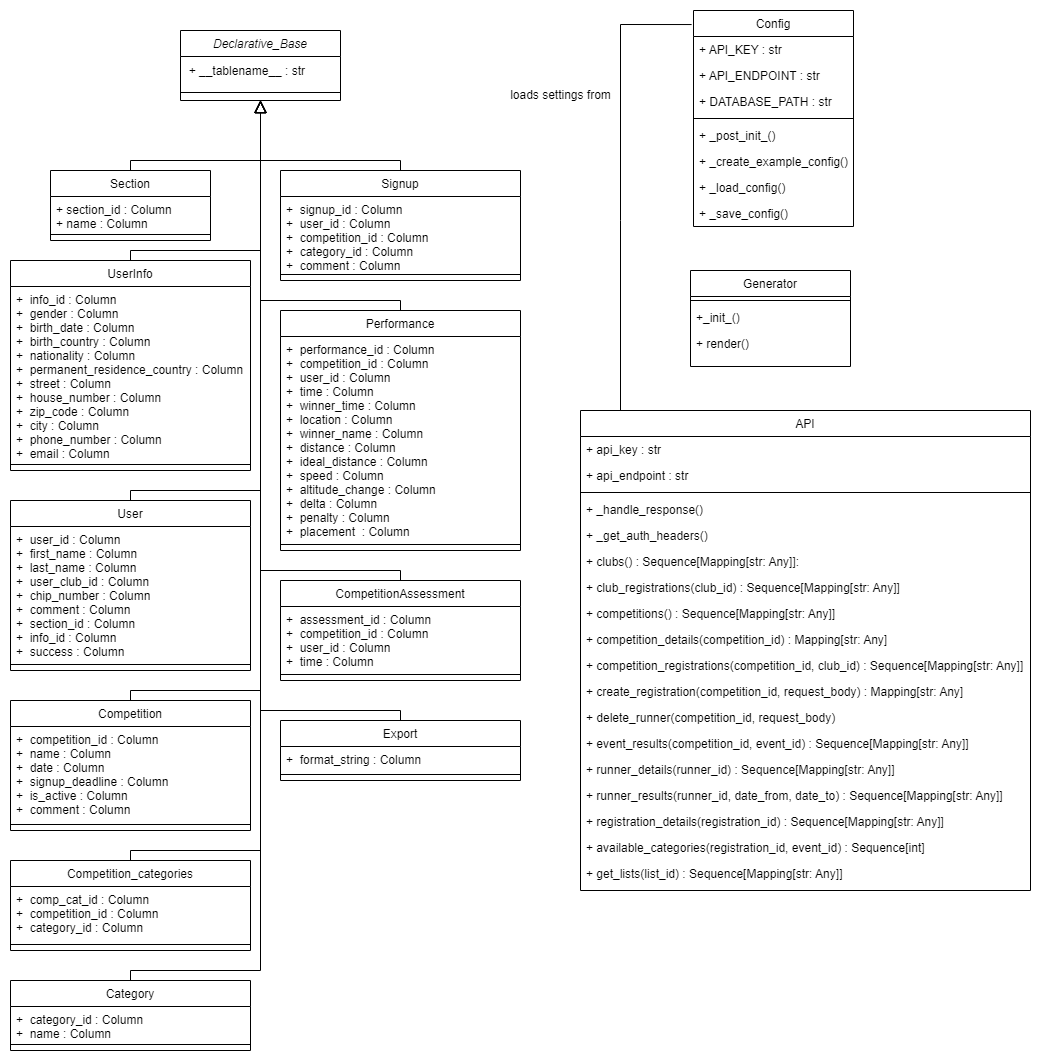 Declarative_Base
+ __tablename__ : str
Section
+ section_id : Column
+ name : Column
Signup
+ signup_id : Column
+ user_id : Column
+ competition_id : Column
+ category_id : Column
+ comment : Column
UserInfo
+ info_id : Column
+ gender : Column
+ birth_date : Column
+ birth_country : Column
+ nationality : Column
+ permanent_residence_country : Column
+ street : Column
+ house_number : Column
+ zip_code : Column
+ city : Column
+ phone_number : Column
+ email : Column
Performance
+ performance_id : Column
+ competition_id : Column
+ user_id : Column
+ time : Column
+ winner_time : Column
+ location : Column
+ winner_name : Column
+ distance : Column
+ ideal_distance : Column
+ speed : Column
+ altitude_change : Column
+ delta : Column
+ penalty : Column
+ placement  : Column
User
+ user_id : Column
+ first_name : Column
+ last_name : Column
+ user_club_id : Column
+ chip_number : Column
+ comment : Column
+ section_id : Column
+ info_id : Column
+ success : Column
CompetitionAssessment
+ assessment_id : Column
+ competition_id : Column
+ user_id : Column
+ time : Column
Competition
+ competition_id : Column
+ name : Column
+ date : Column
+ signup_deadline : Column
+ is_active : Column
+ comment : Column
Export
+ format_string : Column
Competition_categories
+ comp_cat_id : Column
+ competition_id : Column
+ category_id : Column
Category
+ category_id : Column
+ name : Column
loads settings from
Config
+ API_KEY : str
+ API_ENDPOINT : str
+ DATABASE_PATH : str
+ _post_init_()
+ _create_example_config()
+ _load_config()
+ _save_config()
Generator
+_init_()
+ render()
API
+ api_key : str
+ api_endpoint : str
+ _handle_response()
+ _get_auth_headers()
+ clubs() : Sequence[Mapping[str: Any]]:
+ club_registrations(club_id) : Sequence[Mapping[str: Any]]
+ competitions() : Sequence[Mapping[str: Any]]
+ competition_details(competition_id) : Mapping[str: Any]
+ competition_registrations(competition_id, club_id) : Sequence[Mapping[str: Any]]
+ create_registration(competition_id, request_body) : Mapping[str: Any]
+ delete_runner(competition_id, request_body)
+ event_results(competition_id, event_id) : Sequence[Mapping[str: Any]]
+ runner_details(runner_id) : Sequence[Mapping[str: Any]]
+ runner_results(runner_id, date_from, date_to) : Sequence[Mapping[str: Any]]
+ registration_details(registration_id) : Sequence[Mapping[str: Any]]
+ available_categories(registration_id, event_id) : Sequence[int]
+ get_lists(list_id) : Sequence[Mapping[str: Any]]